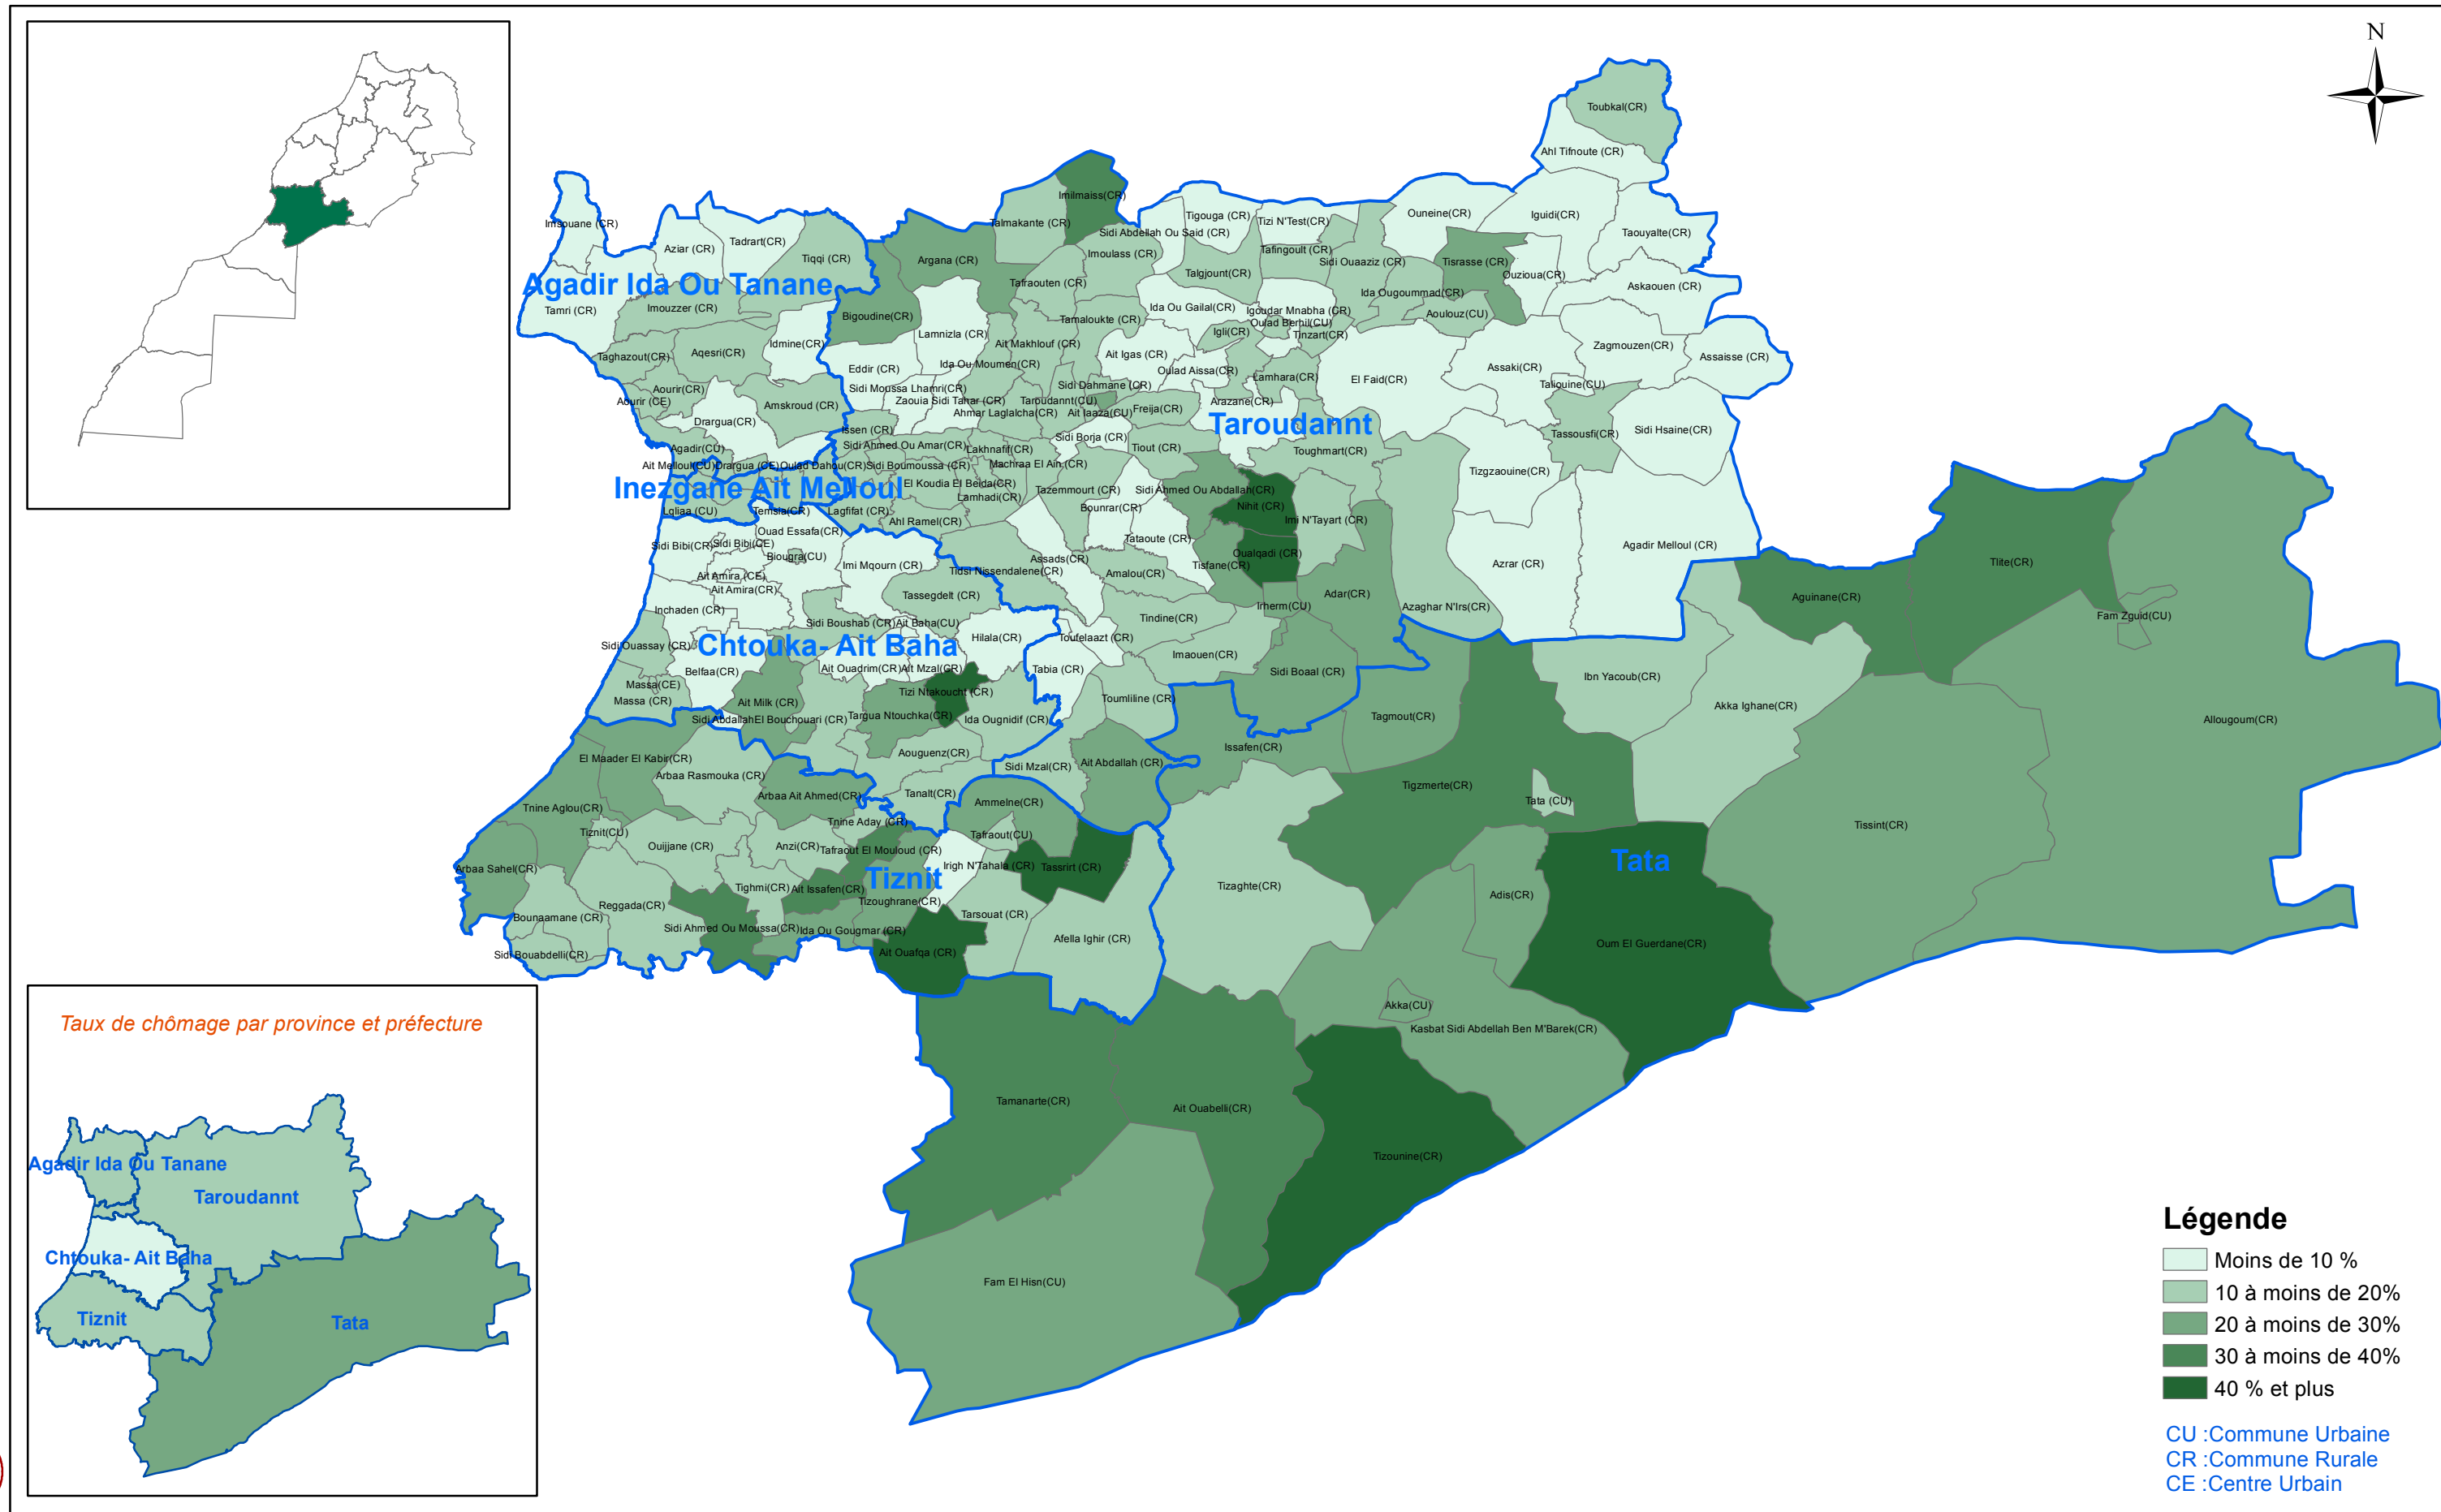 N
Toubkal(CR)
Ahl Tifnoute (CR)
Imilmaiss(CR)
Talmakante (CR)
Tigouga (CR)
Tizi N'Test(CR)
Ouneine(CR)
Iguidi(CR)
Imsouane (CR)
Sidi Abdellah Ou Said (CR)
Taouyalte(CR)
Aziar (CR)
Tadrart(CR)
Tafingoult (CR)
Imoulass (CR)
Tiqqi (CR)
Argana (CR)
Sidi Ouaaziz (CR)
Tisrasse (CR)
Talgjount(CR)
Ouzioua(CR)
Agadir Ida Ou Tanane
Tafraouten (CR)
Askaouen (CR)
Ida Ougoummad(CR)
Imouzzer (CR)
Ida Ou Gailal(CR)
Tamri (CR)
Igoudar Mnabha (CR)
Aoulouz(CU)
Bigoudine(CR)
Tamaloukte (CR)
Oulad Berhil(CU)
Lamnizla (CR)
Igli(CR)
Tinzart(CR)
Idmine(CR)
Ait Makhlouf (CR)
Zagmouzen(CR)
Aqesri(CR)
Ait Igas (CR)
Taghazout(CR)
Assaisse (CR)
Ida Ou Moumen(CR)
Eddir (CR)
Assaki(CR)
Oulad Aissa(CR)
Lamhara(CR)
El Faid(CR)
Sidi Dahmane (CR)
Taliouine(CU)
Aourir(CR)
Sidi Moussa Lhamri(CR)
Aourir (CE)
Zaouia Sidi Tahar (CR)
Taroudannt(CU)
Arazane(CR)
Amskroud (CR)
Freija(CR)
Ahmar Laglalcha(CR)
Ait Iaaza(CU)
Drargua(CR)
Taroudannt
Issen (CR)
Sidi Hsaine(CR)
Tassousfi(CR)
Sidi Borja (CR)
Sidi Ahmed Ou Amar(CR)
Agadir(CU)
Lakhnafif(CR)
Tiout (CR)
Toughmart(CR)
Ait Melloul(CU)
Drargua (CE)
Oulad Dahou(CR)
Sidi Boumoussa (CR)
Machraa El Ain (CR)
Tizgzaouine(CR)
Inezgane Ait Melloul
El Koudia El Beida(CR)
Tazemmourt (CR)
Sidi Ahmed Ou Abdallah(CR)
Lamhadi(CR)
Bounrar(CR)
Nihit (CR)
Lqliaa (CU)
Temsia(CR)
Lagfifat (CR)
Ahl Ramel(CR)
Imi N'Tayart (CR)
Ouad Essafa(CR)
Tataoute (CR)
Sidi Bibi(CR)
Sidi Bibi(CE)
Agadir Melloul (CR)
Biougra(CU)
Oualqadi (CR)
Assads(CR)
Azrar (CR)
Imi Mqourn (CR)
Tisfane(CR)
Tlite(CR)
Tidsi Nissendalene(CR)
Amalou(CR)
Ait Amira (CE)
Ait Amira(CR)
Tassegdelt (CR)
Adar(CR)
Aguinane(CR)
Inchaden (CR)
Irherm(CU)
Azaghar N'Irs(CR)
Fam Zguid(CU)
Tindine(CR)
Sidi Boushab (CR)
Ait Baha(CU)
Hilala(CR)
Toufelaazt (CR)
Sidi Ouassay (CR)
Chtouka- Ait Baha
Imaouen(CR)
Belfaa(CR)
Ait Ouadrim(CR)
Ait Mzal(CR)
Tabia (CR)
Sidi Boaal (CR)
Ibn Yacoub(CR)
Massa(CE)
Tizi Ntakoucht (CR)
Massa (CR)
Ait Milk (CR)
Toumliline (CR)
Akka Ighane(CR)
Sidi Abdallah El Bouchouari (CR)
Targua Ntouchka(CR)
Ida Ougnidif (CR)
Tagmout(CR)
Allougoum(CR)
Aouguenz(CR)
Issafen(CR)
El Maader El Kabir(CR)
Sidi Mzal(CR)
Ait Abdallah (CR)
Arbaa Rasmouka (CR)
Tigzmerte(CR)
Arbaa Ait Ahmed(CR)
Tanalt(CR)
Ammelne(CR)
Tata (CU)
Tnine Aglou(CR)
Tnine Aday (CR)
Tissint(CR)
Tiznit(CU)
Tafraout(CU)
Ouijjane (CR)
Anzi(CR)
Tafraout El Mouloud (CR)
Tata
Arbaa Sahel(CR)
Irigh N'Tahala (CR)
Tassrirt (CR)
Tiznit
Tighmi(CR)
Ait Issafen(CR)
Tizaghte(CR)
Adis(CR)
Reggada(CR)
Tizoughrane(CR)
Tarsouat (CR)
Bounaamane (CR)
Sidi Ahmed Ou Moussa(CR)
Ida Ou Gougmar (CR)
Afella Ighir (CR)
Oum El Guerdane(CR)
Sidi Bouabdelli(CR)
Ait Ouafqa (CR)
Akka(CU)
Kasbat Sidi Abdellah Ben M'Barek(CR)
Tamanarte(CR)
Ait Ouabelli(CR)
Tizounine(CR)
Fam El Hisn(CU)
Taux de chômage par province et préfecture
Agadir Ida Ou Tanane
Taroudannt
Chtouka- Ait Baha
Tiznit
Tata
Légende
Moins de 10 %
10 à moins de 20%
20 à moins de 30%
30 à moins de 40%
40 % et plus
CU :Commune Urbaine
CR :Commune Rurale
CE :Centre Urbain